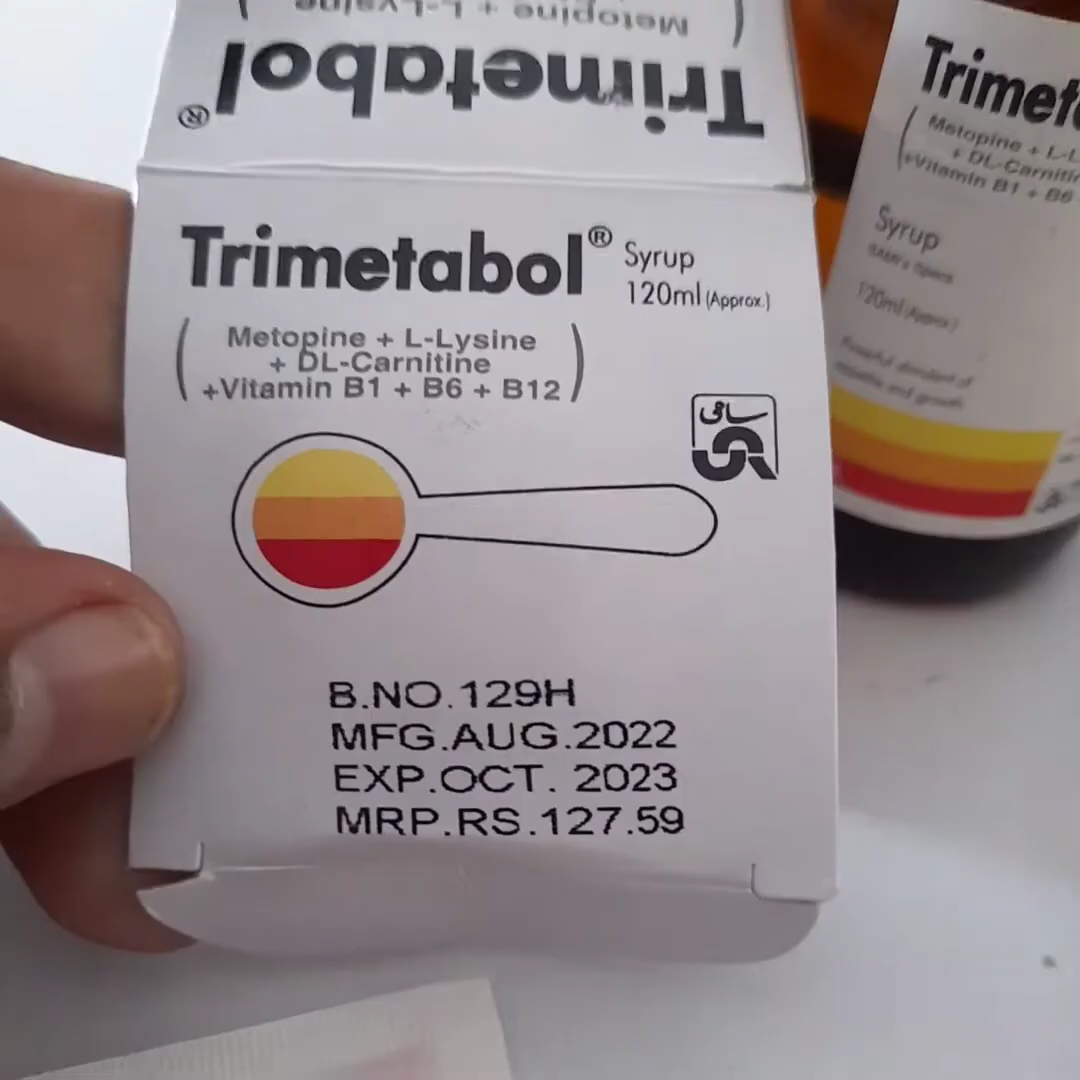 Metopine + L-Lysine
Trimetabol®
Trimetabol® Syrup
120ml (Approx.)
Metopine + L-Lysine
+ DL-Carnitine
+Vitamin B1 + B6 + B12
سامی
B.NO.129H
MFG.AUG.2022
EXP.OCT. 2023
MRP.RS.127.59
Metopine + L-L
+ DL-Carnitin
+Vitamin B1 + B6
Syrup
120ml (Approx.)